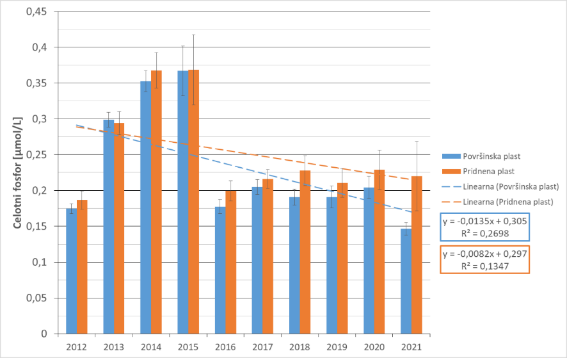 Celotni fosfor [µmol/L]
0,45
0,4
0,35
0,3
0,25
0,2
0,15
0,1
0,05
0
2012 2013 2014 2015 2016 2017 2018 2019 2020 2021
Površinska plast
Pridnena plast
Linearna (Površinska plast)
Linearna (Pridnena plast)
y = -0,0135x + 0,305
R² = 0,2698
y = -0,0082x + 0,297
R² = 0,1347